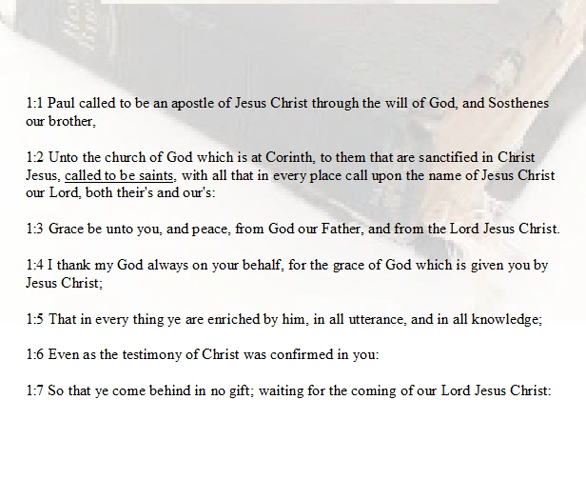 HOLY
BIBLE
1:1 Paul called to be an apostle of Jesus Christ through the will of God, and Sosthenes
our brother,
1:2 Unto the church of God which is at Corinth, to them that are sanctified in Christ
Jesus, called to be saints, with all that in every place call upon the name of Jesus Christ
our Lord, both their's and our's:
1:3 Grace be unto you, and peace, from God our Father, and from the Lord Jesus Christ.
1:4 I thank my God always on your behalf, for the grace of God which is given you by
Jesus Christ;
1:5 That in every thing ye are enriched by him, in all utterance, and in all knowledge;
1:6 Even as the testimony of Christ was confirmed in you:
1:7 So that ye come behind in no gift; waiting for the coming of our Lord Jesus Christ: